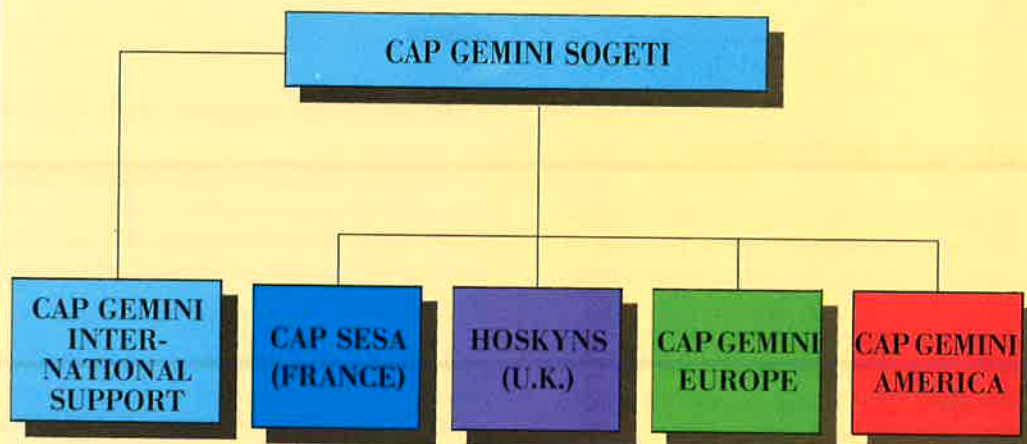 CAP GEMINI SOGETI
CAP GEMINI
INTER-
NATIONAL
SUPPORT
CAP SESA
(FRANCE)
HOSKYNS
(U.K.)
CAP GEMINI
EUROPE
CAP GEMINI
AMERICA